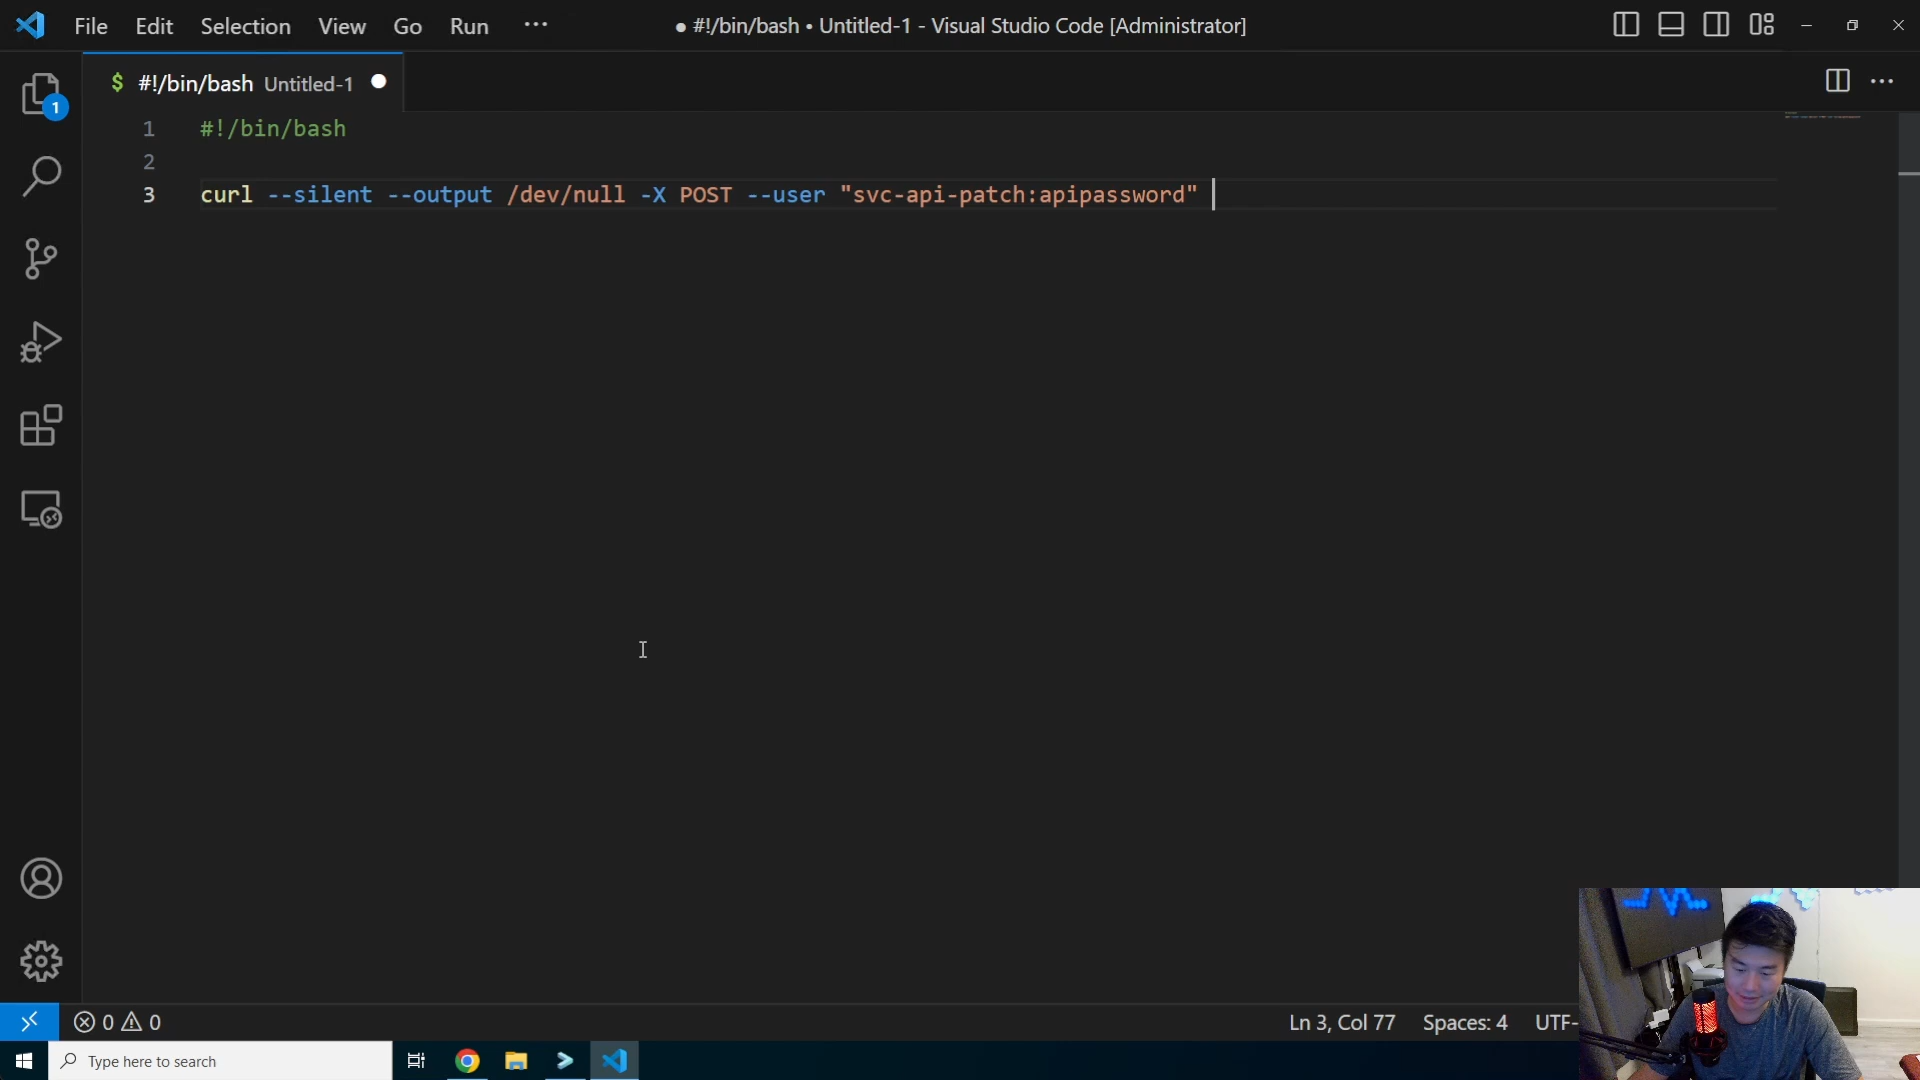 File Edit Selection View Go Run ··· ● #!/bin/bash • Untitled-1 - Visual Studio Code [Administrator]
$ #!/bin/bash Untitled-1 ●
1
1 #!/bin/bash
2
3 curl --silent --output /dev/null -X POST --user "svc-api-patch:apipassword"
0 0 Ln 3, Col 77 Spaces: 4 UTF-
Type here to search